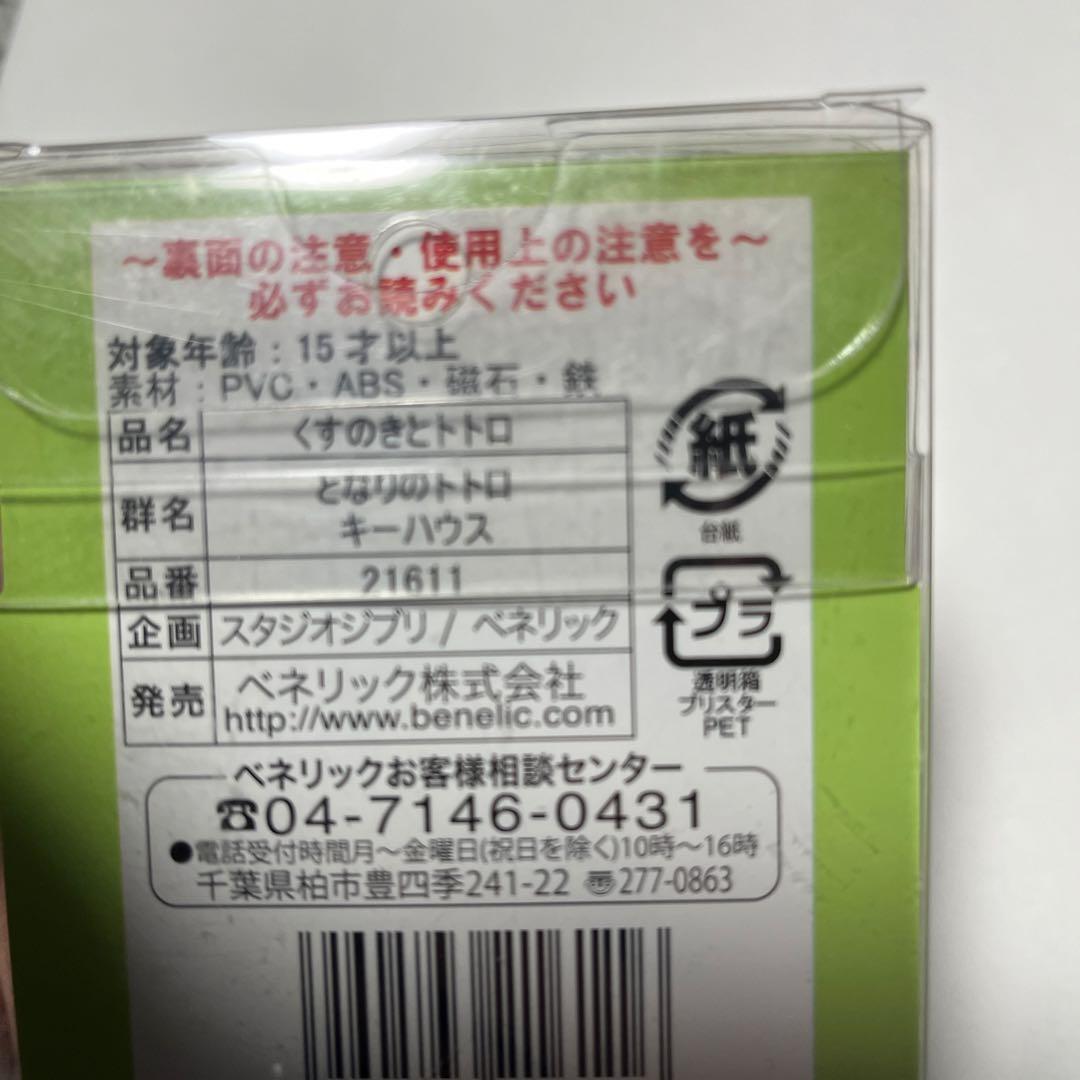 ～裏面の注意・使用上の注意を～
必ずお読みください
対象年齢：15才以上
素材：PVC・ABS・磁石・鉄
品名 くすのきとトトロ
群名 となりのトトロ
キーハウス
品番 21611
企画 スタジオジブリ/ ベネリック
発売 ベネリック株式会社
http://www.benelic.com
紙
台紙
プラ
透明箱
ブリスター
PET
ベネリックお客様相談センター
☎04-7146-0431
●電話受付時間月～金曜日(祝日を除く)10時～16時
千葉県柏市豊四季241-22 〠277-0863